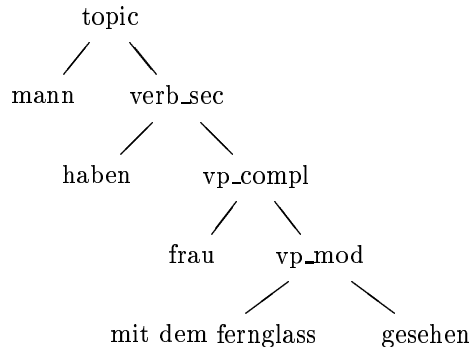 topic
mann verb_sec
haben vp_compl
frau vp_mod
mit dem fernglass gesehen